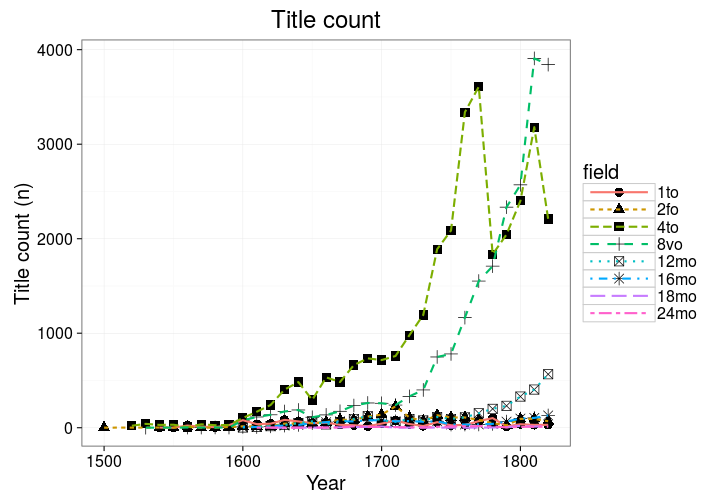 Title count
4000
3000
2000
1000
0
Title count (n)
1500
1600
1700
1800
Year
field
1to
2fo
4to
8vo
12mo
16mo
18mo
24mo